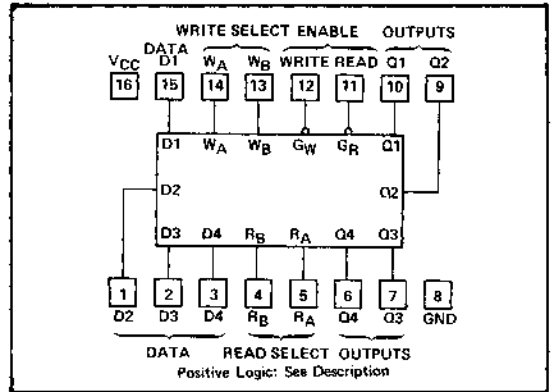 WRITE SELECT ENABLE OUTPUTS
VCC DATA D1 WA WB WRITE READ Q1 Q2
16 15 14 13 12 11 10 9
D1 WA WB GW GR Q1
D2 Q2
D3 D4 RB RA Q4 Q3
1 2 3 4 5 6 7 8
D2 D3 D4 RB RA Q4 Q3 GND
DATA READ SELECT OUTPUTS
Positive Logic: See Description